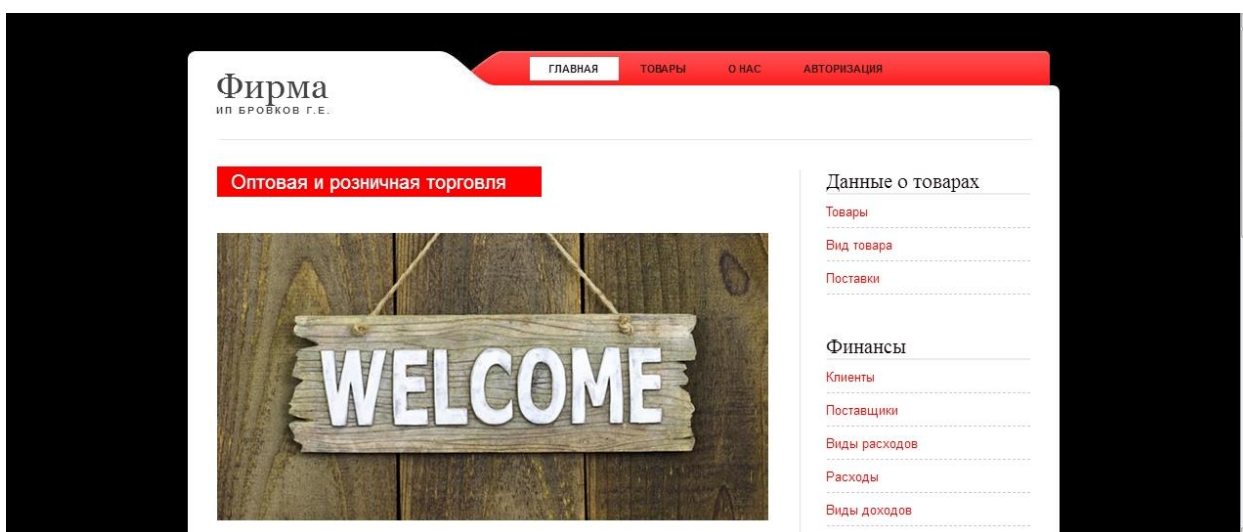 Фирма
ИП БРОВКОВ Г.Е.
ГЛАВНАЯ ТОВАРЫ О НАС АВТОРИЗАЦИЯ
Оптовая и розничная торговля
WELCOME
Данные о товарах
Товары
Вид товара
Поставки
Финансы
Клиенты
Поставщики
Виды расходов
Расходы
Виды доходов